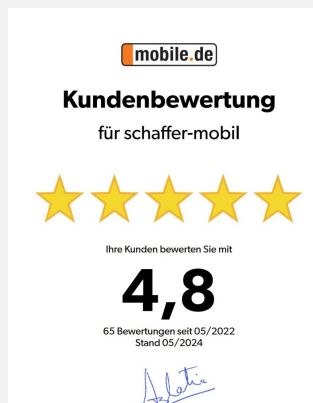 mobile.de
Kundenbewertung
für schaffer-mobil
Ihre Kunden bewerten Sie mit
4,8
65 Bewertungen seit 05/2022
Stand 05/2024